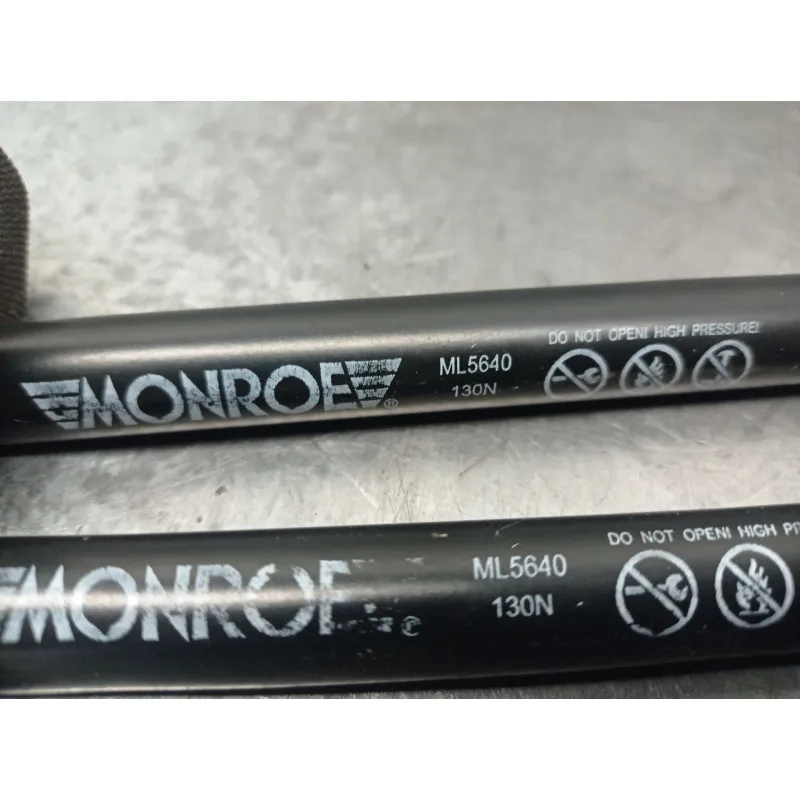 MONROE®
ML5640
130N
DO NOT OPEN! HIGH PRESSURE!
MONROE
ML5640
130N
DO NOT OPEN! HIGH